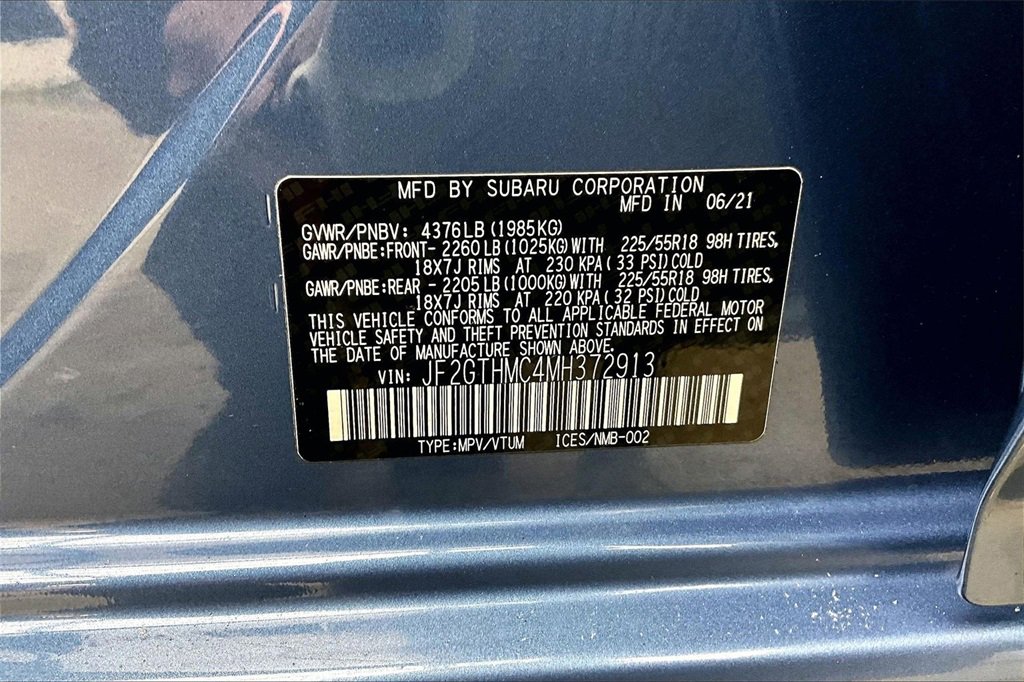 MFD BY SUBARU CORPORATION
MFD IN 06/21
GVWR/PNBV: 4376LB (1985KG)
GAWR/PNBE:FRONT- 2260LB (1025KG) WITH 225/55R18 98H TIRES,
18X7J RIMS AT 230 KPA ( 33 PSI) COLD
GAWR/PNBE:REAR - 2205LB (1000KG) WITH 225/55R18 98H TIRES,
18X7J RIMS AT 220 KPA ( 32 PSI) COLD
THIS VEHICLE CONFORMS TO ALL APPLICABLE FEDERAL MOTOR
VEHICLE SAFETY AND THEFT PREVENTION STANDARDS IN EFFECT ON
THE DATE OF MANUFACTURE SHOWN ABOVE.
VIN: JF2GTHMC4MH372913
TYPE:MPV/VTUM ICES/NMB-002